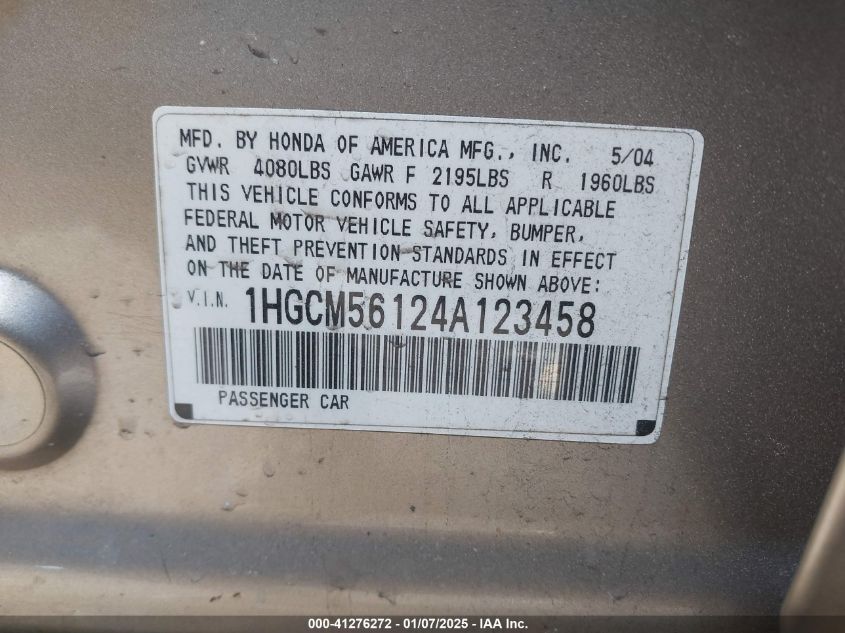 MFD. BY HONDA OF AMERICA MFG., INC. 5/04
GVWR 4080LBS GAWR F 2195LBS R 1960LBS
THIS VEHICLE CONFORMS TO ALL APPLICABLE
FEDERAL MOTOR VEHICLE SAFETY, BUMPER,
AND THEFT PREVENTION STANDARDS IN EFFECT
ON THE DATE OF MANUFACTURE SHOWN ABOVE:
V.I.N. 1HGCM56124A123458
PASSENGER CAR
000-41276272 - 01/07/2025 - IAA Inc.